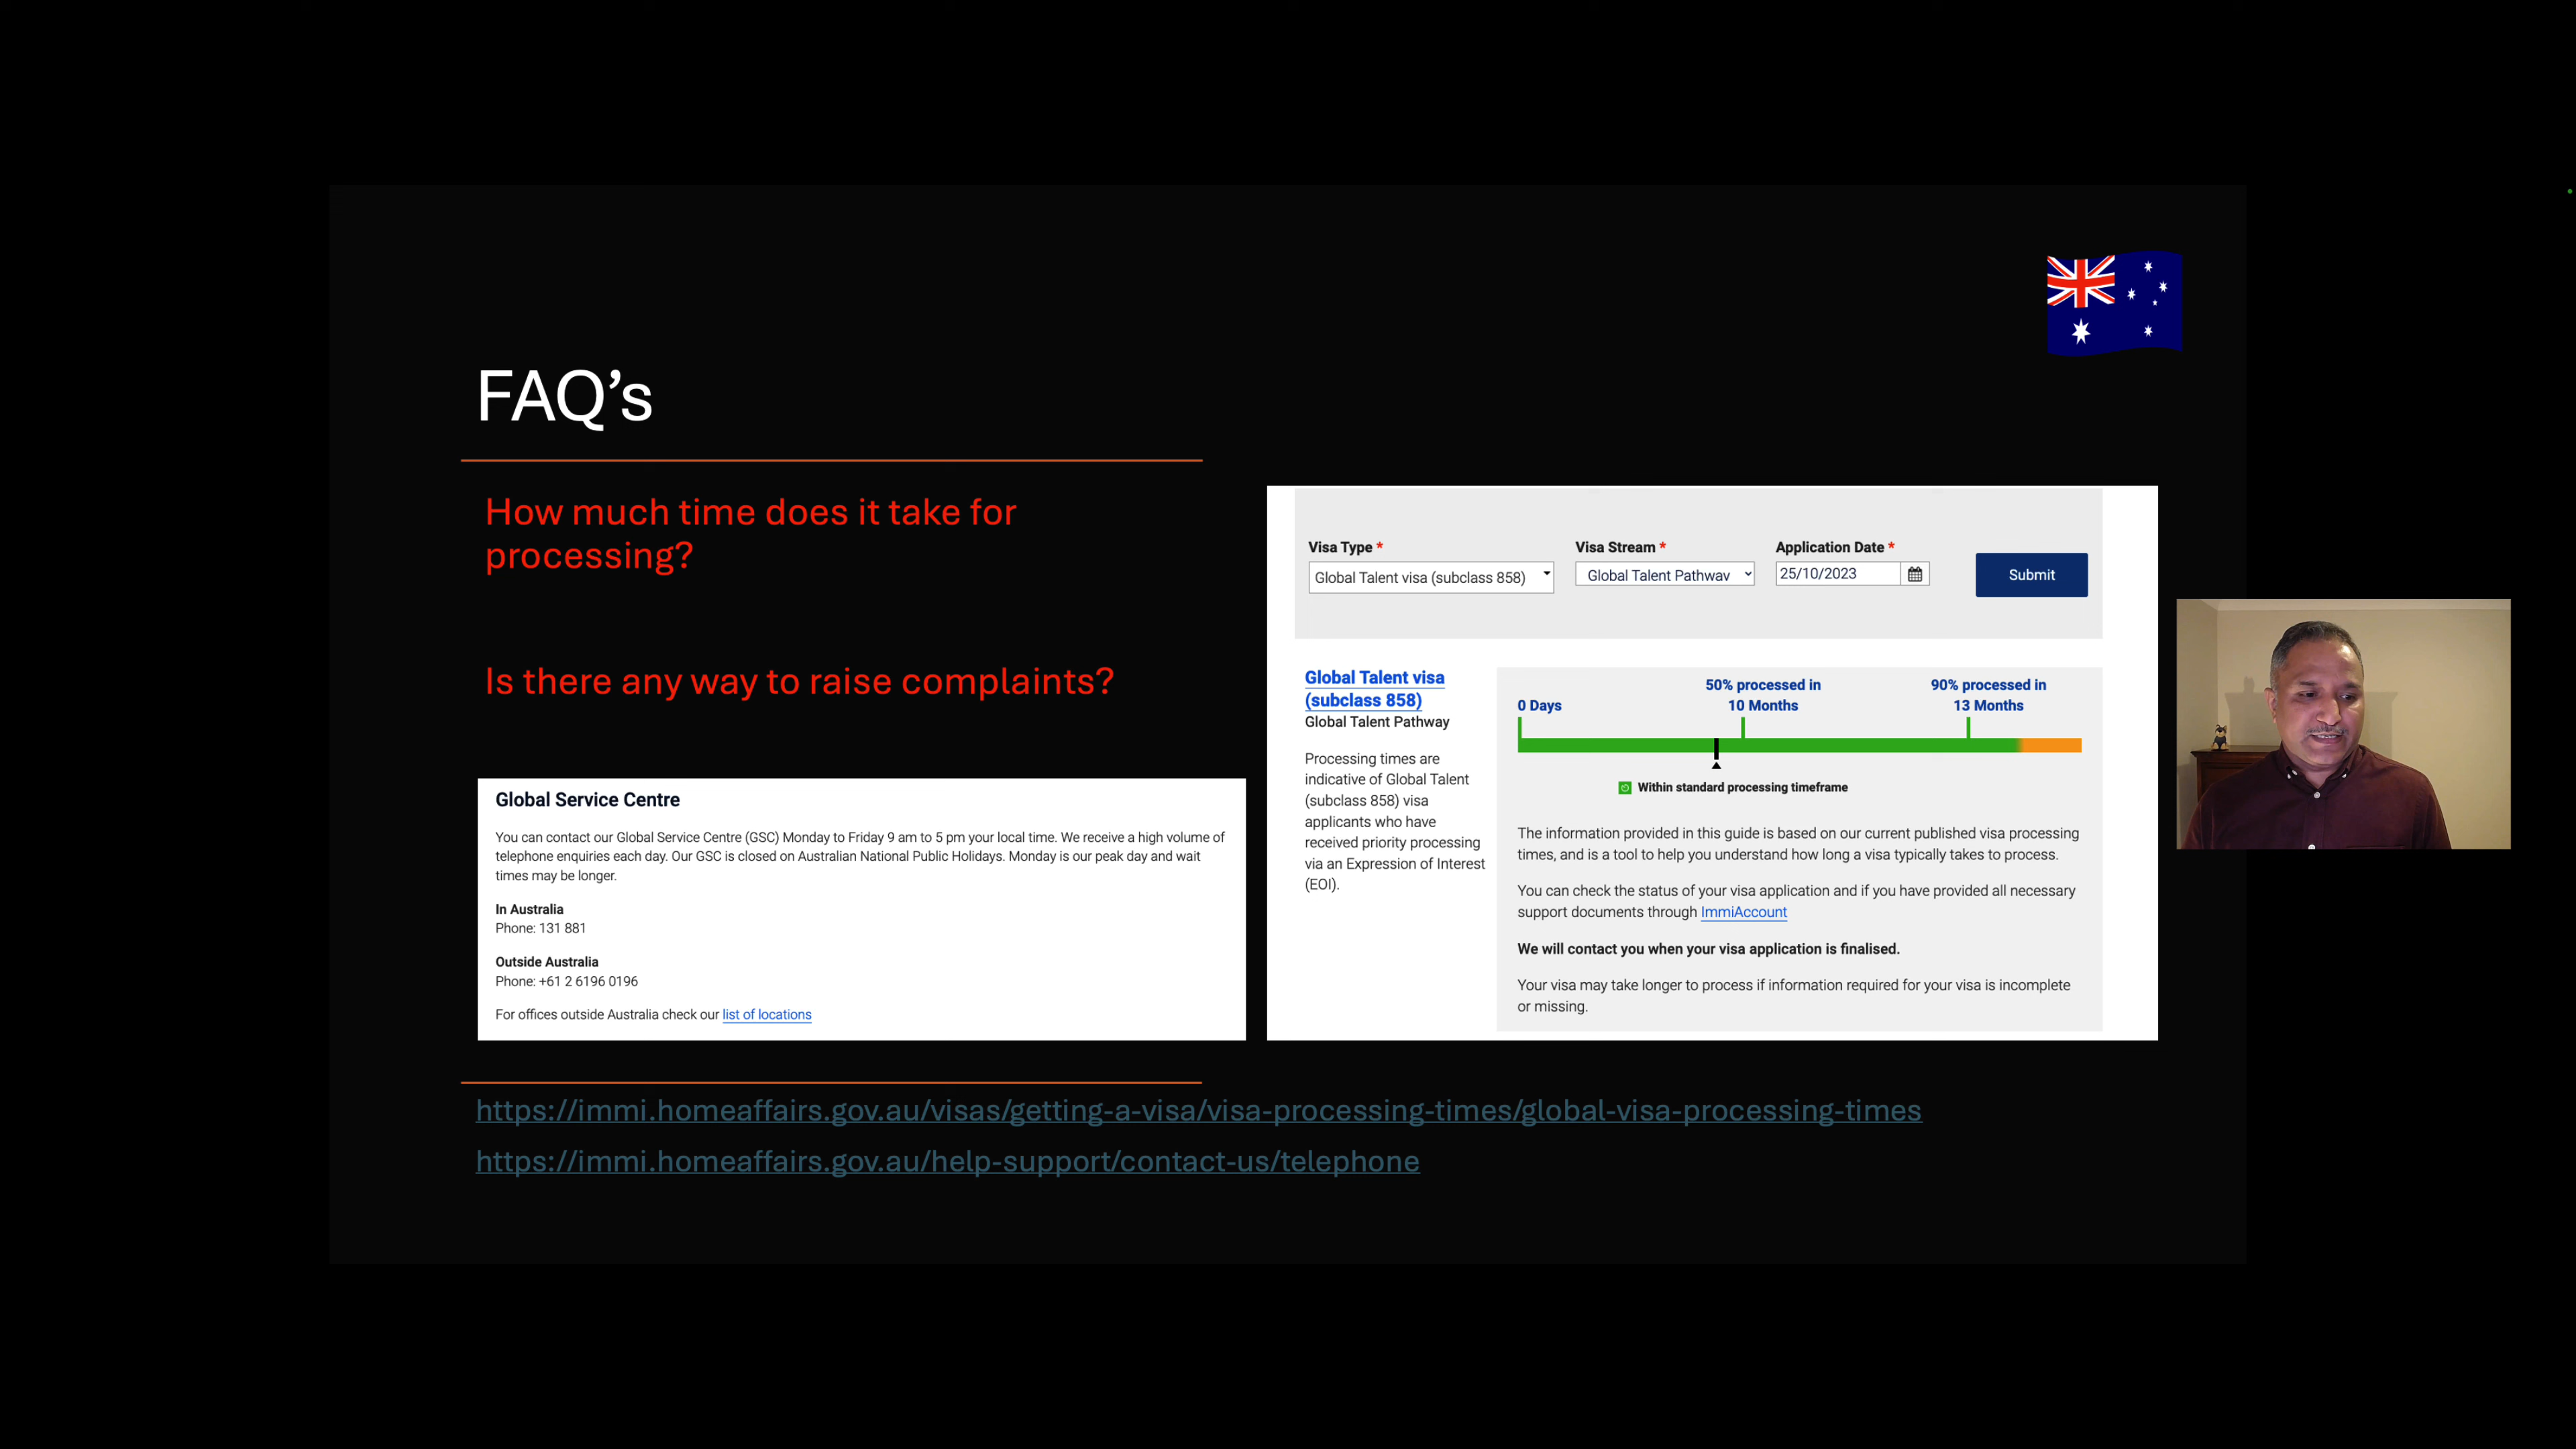 FAQ’s
How much time does it take for
processing?
Is there any way to raise complaints?
Global Service Centre
You can contact our Global Service Centre (GSC) Monday to Friday 9 am to 5 pm your local time. We receive a high volume of
telephone enquiries each day. Our GSC is closed on Australian National Public Holidays. Monday is our peak day and wait
times may be longer.
In Australia
Phone: 131 881
Outside Australia
Phone: +61 2 6196 0196
For offices outside Australia check our list of locations
Visa Type * Visa Stream * Application Date *
Global Talent visa (subclass 858) Global Talent Pathway 25/10/2023 Submit
Global Talent visa
(subclass 858)
Global Talent Pathway
Processing times are
indicative of Global Talent
(subclass 858) visa
applicants who have
received priority processing
via an Expression of Interest
(EOI).
50% processed in 90% processed in
0 Days 10 Months 13 Months
Within standard processing timeframe
The information provided in this guide is based on our current published visa processing
times, and is a tool to help you understand how long a visa typically takes to process.
You can check the status of your visa application and if you have provided all necessary
support documents through ImmiAccount
We will contact you when your visa application is finalised.
Your visa may take longer to process if information required for your visa is incomplete
or missing.
https://immi.homeaffairs.gov.au/visas/getting-a-visa/visa-processing-times/global-visa-processing-times
https://immi.homeaffairs.gov.au/help-support/contact-us/telephone